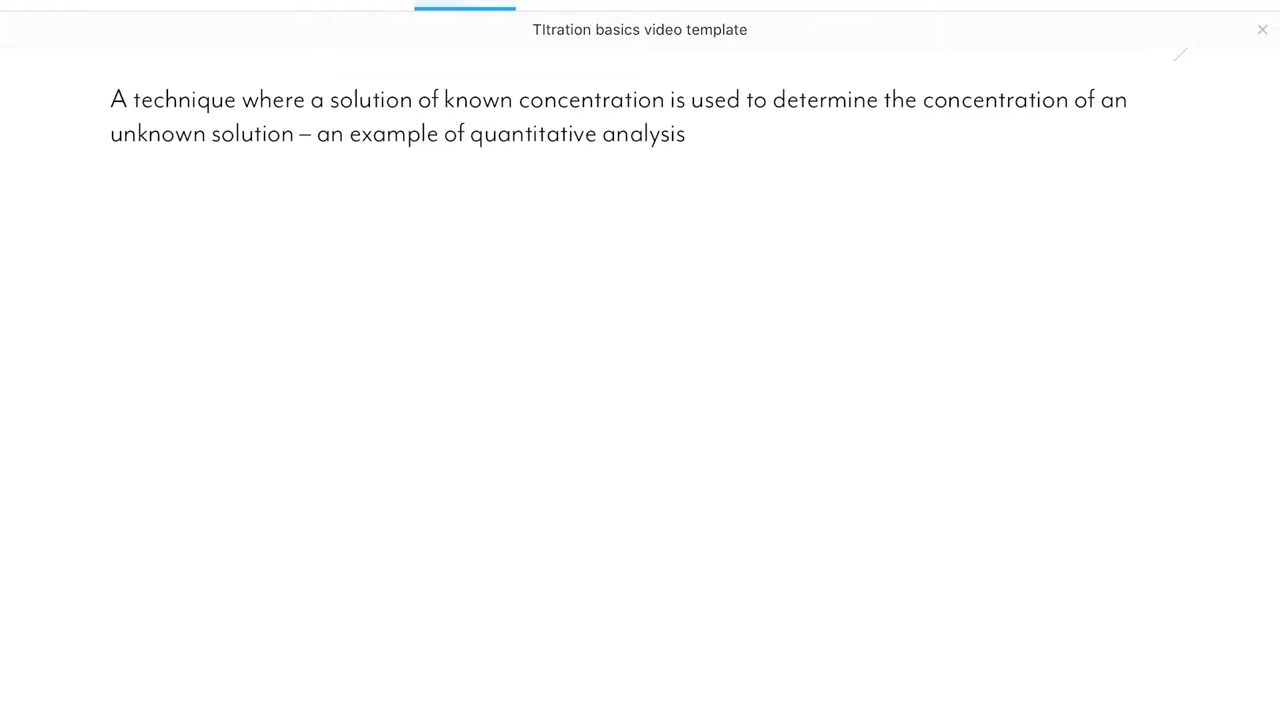 TItration basics video template
A technique where a solution of known concentration is used to determine the concentration of an
unknown solution – an example of quantitative analysis